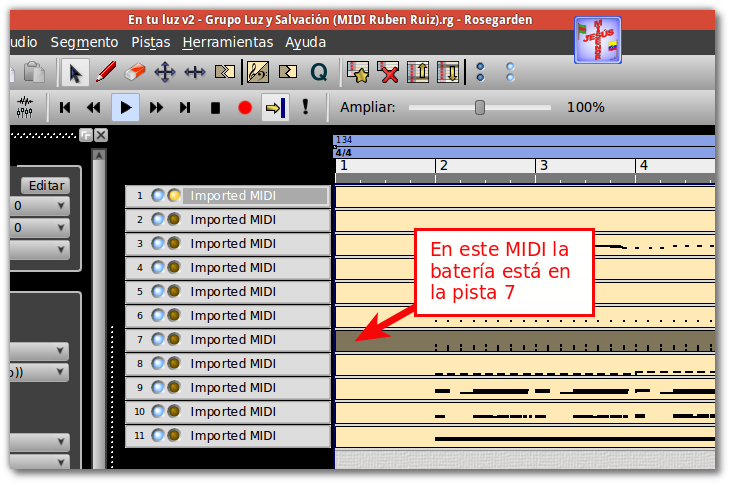 En tu luz v2 - Grupo Luz y Salvación (MIDI Ruben Ruiz).rg - Rosegarden
udio Segmento Pistas Herramientas Ayuda
JESÚS
Ampliar: 100%
134
4/4
1 2 3 4
Editar
0
0
o))
1 Imported MIDI
2 Imported MIDI
3 Imported MIDI
4 Imported MIDI
5 Imported MIDI
6 Imported MIDI
7 Imported MIDI
8 Imported MIDI
9 Imported MIDI
10 Imported MIDI
11 Imported MIDI
En este MIDI la
batería está en
la pista 7